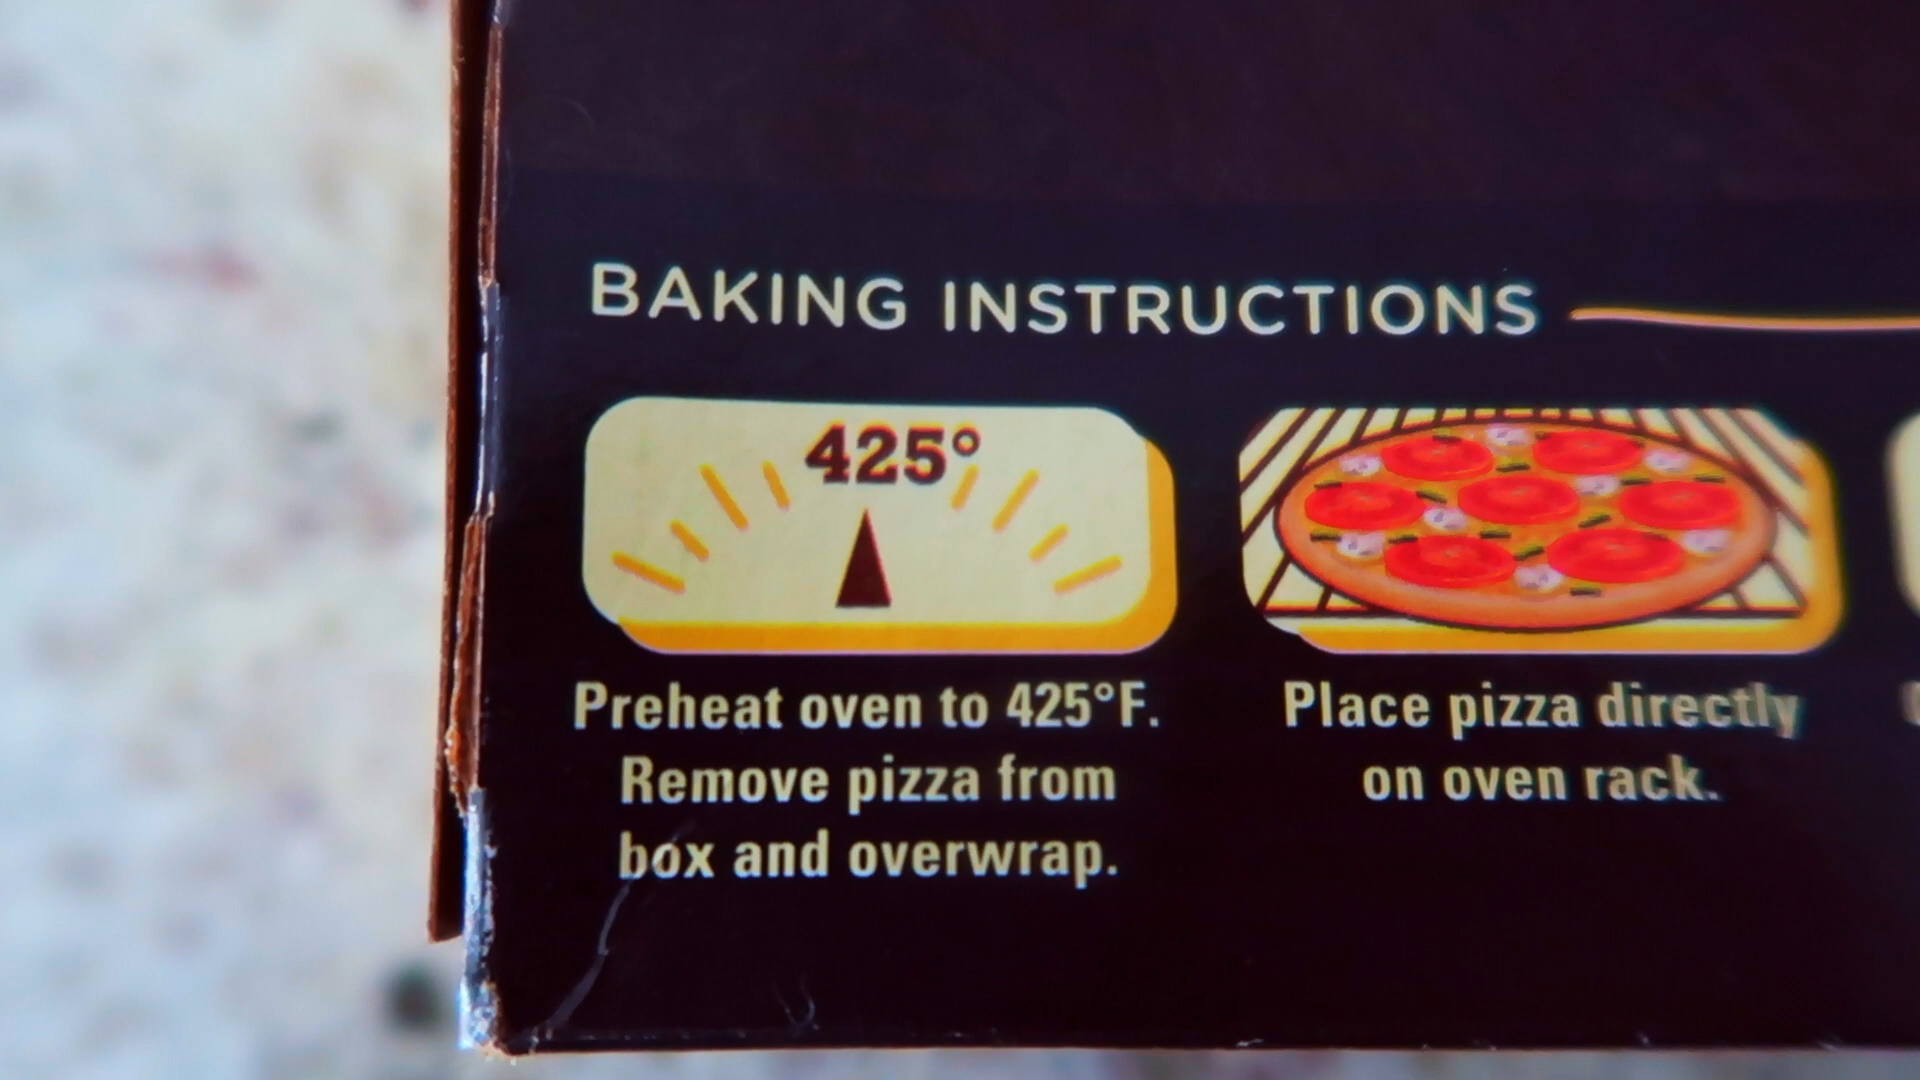 BAKING INSTRUCTIONS
425°
Preheat oven to 425°F.
Remove pizza from
box and overwrap.
Place pizza directly
on oven rack.